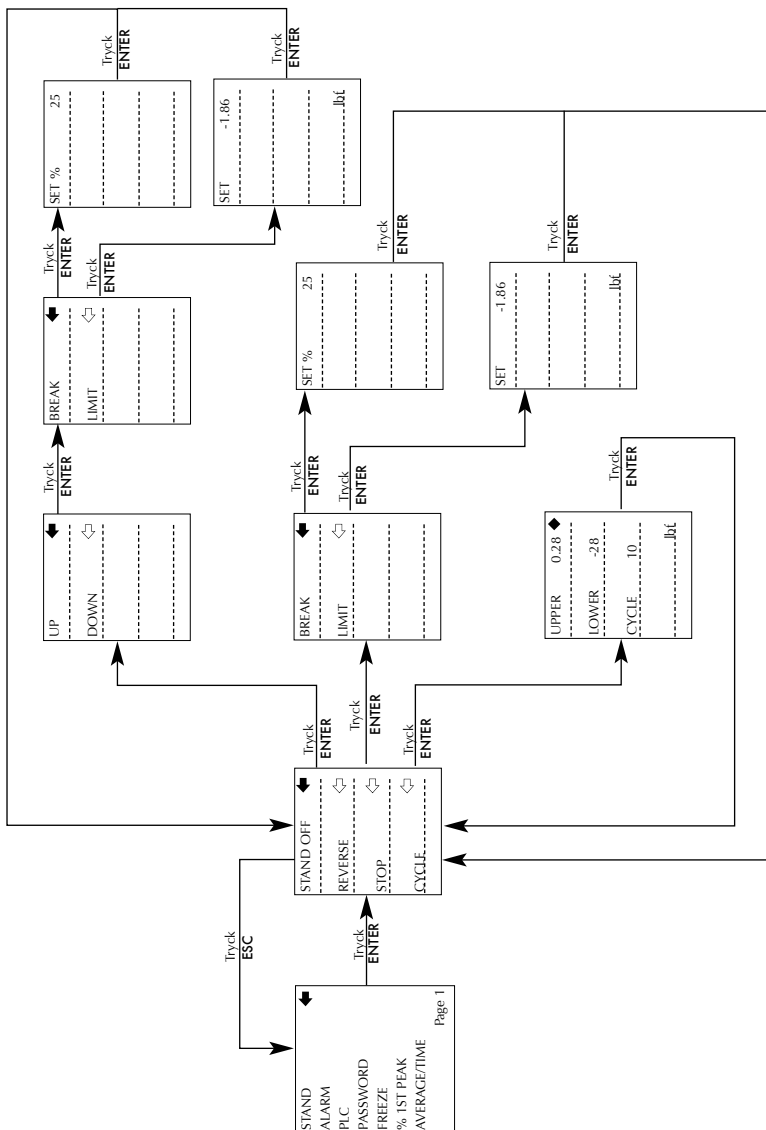 STAND
ALARM
PLC
PASSWORD
FREEZE
% 1ST PEAK
AVERAGE/TIME
Page 1
Tryck
ESC
Tryck
ENTER
STAND OFF
REVERSE
STOP
CYCLE
Tryck
ENTER
Tryck
ENTER
Tryck
ENTER
UP
DOWN
Tryck
ENTER
BREAK
LIMIT
Tryck
ENTER
Tryck
ENTER
SET % 25
SET -1.86
lbf
Tryck
ENTER
Tryck
ENTER
BREAK
LIMIT
Tryck
ENTER
Tryck
ENTER
SET % 25
SET -1.86
lbf
Tryck
ENTER
Tryck
ENTER
UPPER 0.28
LOWER -28
CYCLE 10
lbf
Tryck
ENTER